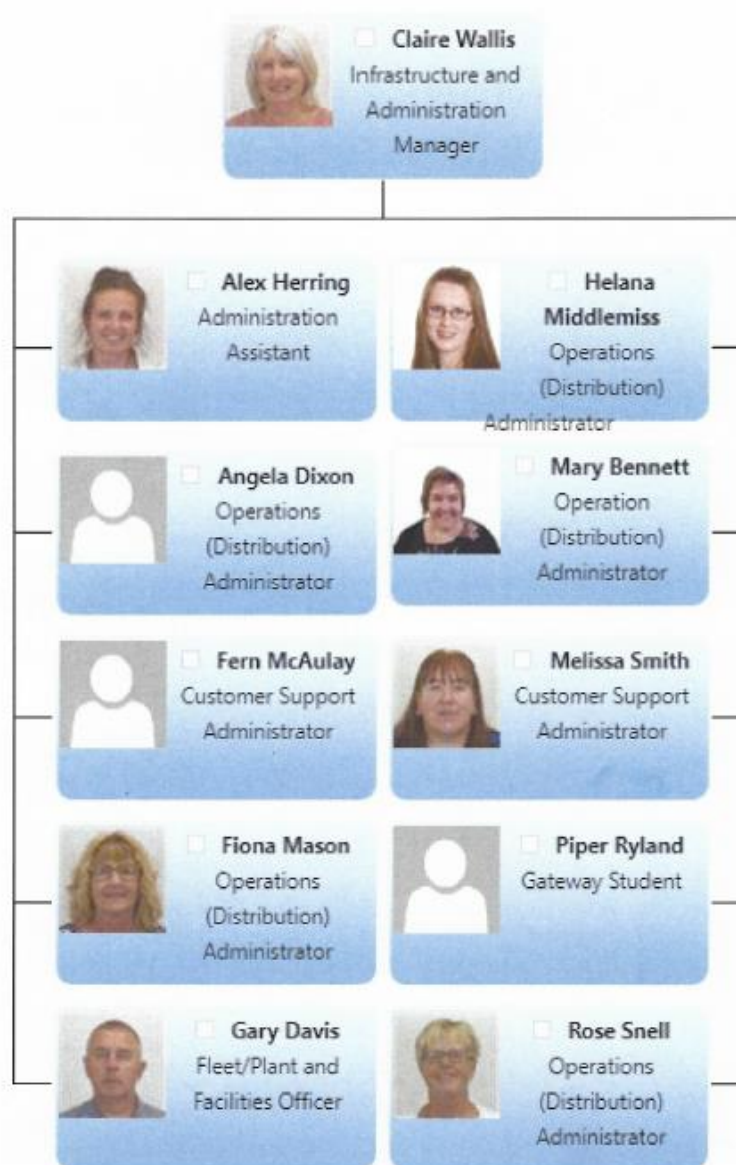 Claire Wallis
Infrastructure and
Administration
Manager
Alex Herring
Administration
Assistant
Helana
Middlemiss
Operations
(Distribution)
Administrator
Angela Dixon
Operations
(Distribution)
Administrator
Mary Bennett
Operation
(Distribution)
Administrator
Fern McAulay
Customer Support
Administrator
Melissa Smith
Customer Support
Administrator
Fiona Mason
Operations
(Distribution)
Administrator
Piper Ryland
Gateway Student
Gary Davis
Fleet/Plant and
Facilities Officer
Rose Snell
Operations
(Distribution)
Administrator